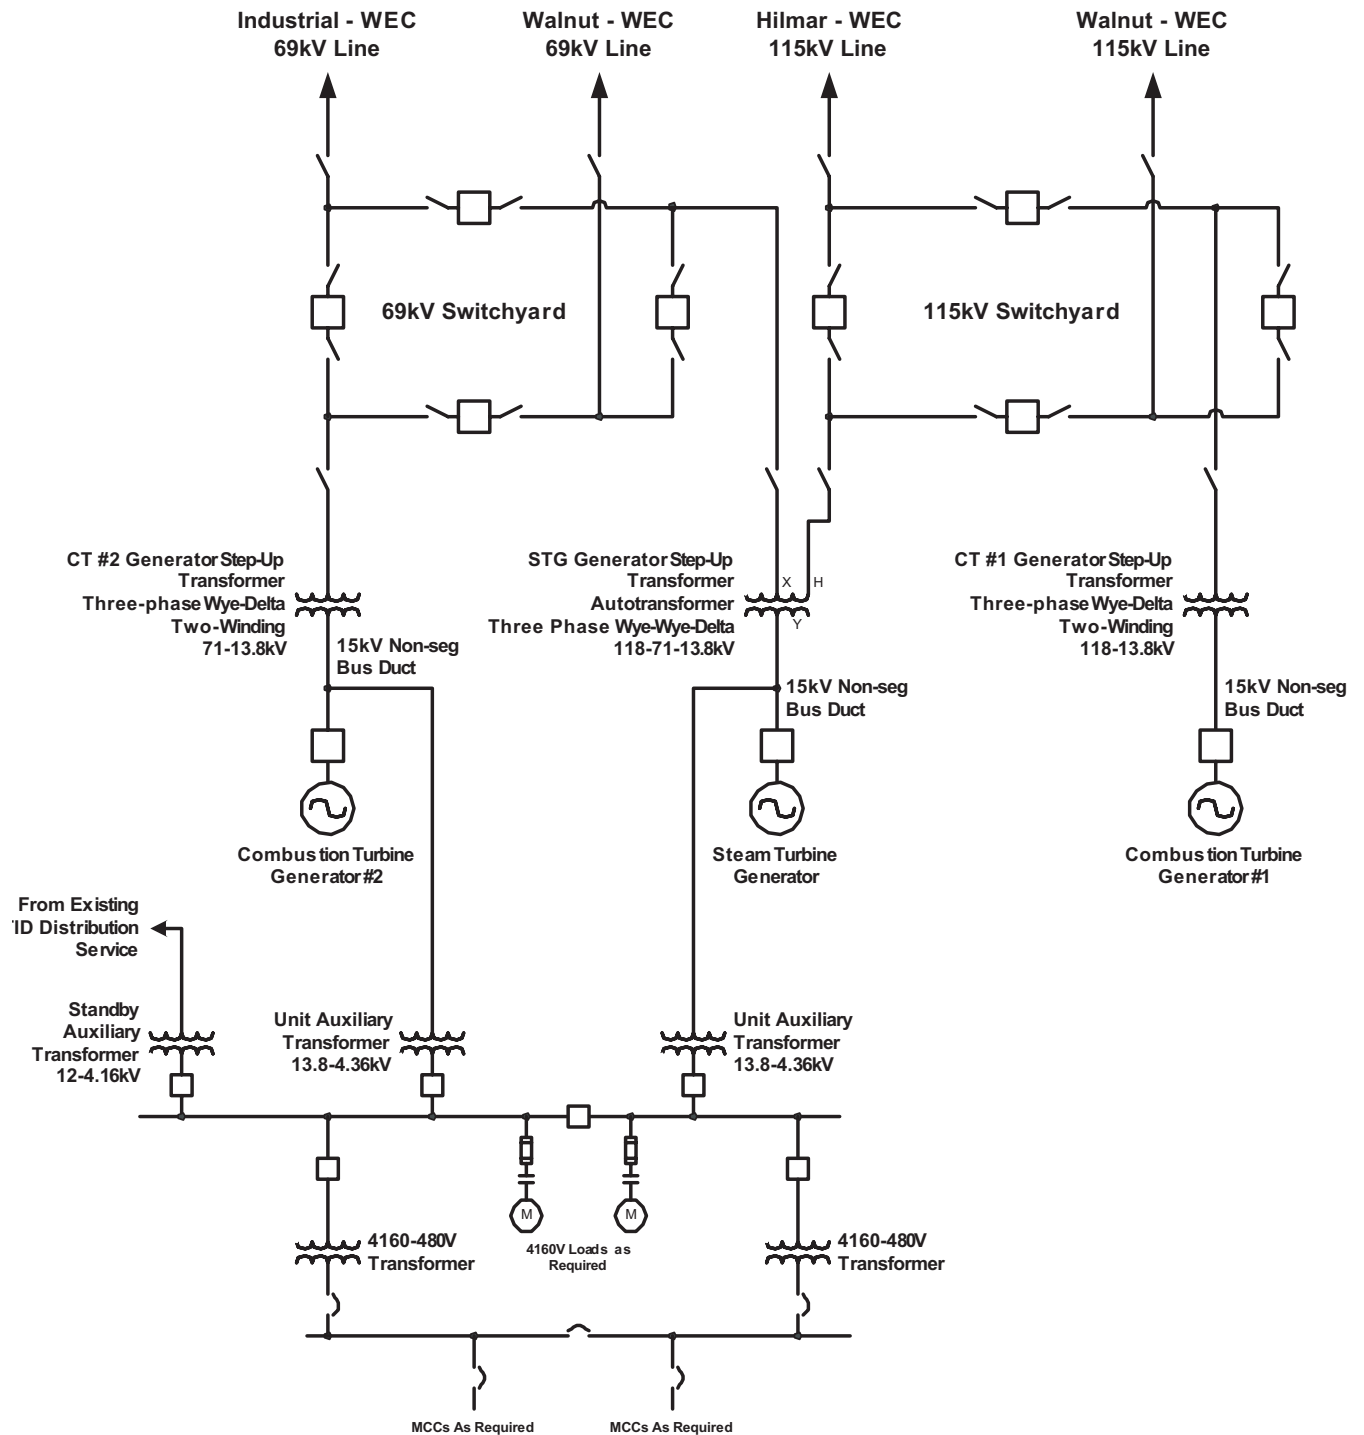 Industrial - WEC
69kV Line
Walnut - WEC
69kV Line
Hilmar - WEC
115kV Line
Walnut - WEC
115kV Line
69kV Switchyard
115kV Switchyard
CT #2 Generator Step-Up
Transformer
Three-phase Wye-Delta
Two-Winding
71-13.8kV
STG Generator Step-Up
Transformer
Autotransformer
Three Phase Wye-Wye-Delta
118-71-13.8kV
X
H
Y
CT #1 Generator Step-Up
Transformer
Three-phase Wye-Delta
Two-Winding
118-13.8kV
15kV Non-seg
Bus Duct
15kV Non-seg
Bus Duct
15kV Non-seg
Bus Duct
Combustion Turbine
Generator #2
Steam Turbine
Generator
Combustion Turbine
Generator #1
From Existing
ID Distribution
Service
Standby
Auxiliary
Transformer
12-4.16kV
Unit Auxiliary
Transformer
13.8-4.36kV
Unit Auxiliary
Transformer
13.8-4.36kV
M
M
4160V Loads as
Required
4160-480V
Transformer
4160-480V
Transformer
MCCs As Required
MCCs As Required